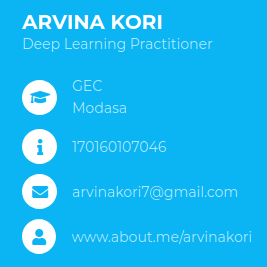 ARVINA KORI
Deep Learning Practitioner
GEC
Modasa
170160107046
arvinakori7@gmail.com
www.about.me/arvinakori